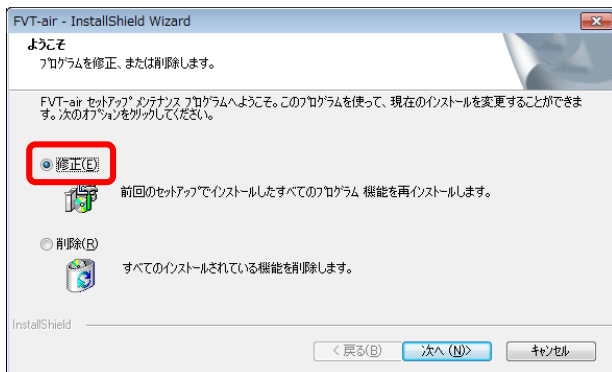 FVT-air - InstallShield Wizard
ようこそ
プログラムを修正、または削除します。
FVT-air セットアップ メンテナンス プログラムへようこそ。このプログラムを使って、現在のインストールを変更することができま
す。次のオプションをクリックしてください。
修正(E)
前回のセットアップでインストールしたすべてのプログラム 機能を再インストールします。
削除(R)
すべてのインストールされている機能を削除します。
InstallShield
< 戻る(B)
次へ (N)>
キャンセル